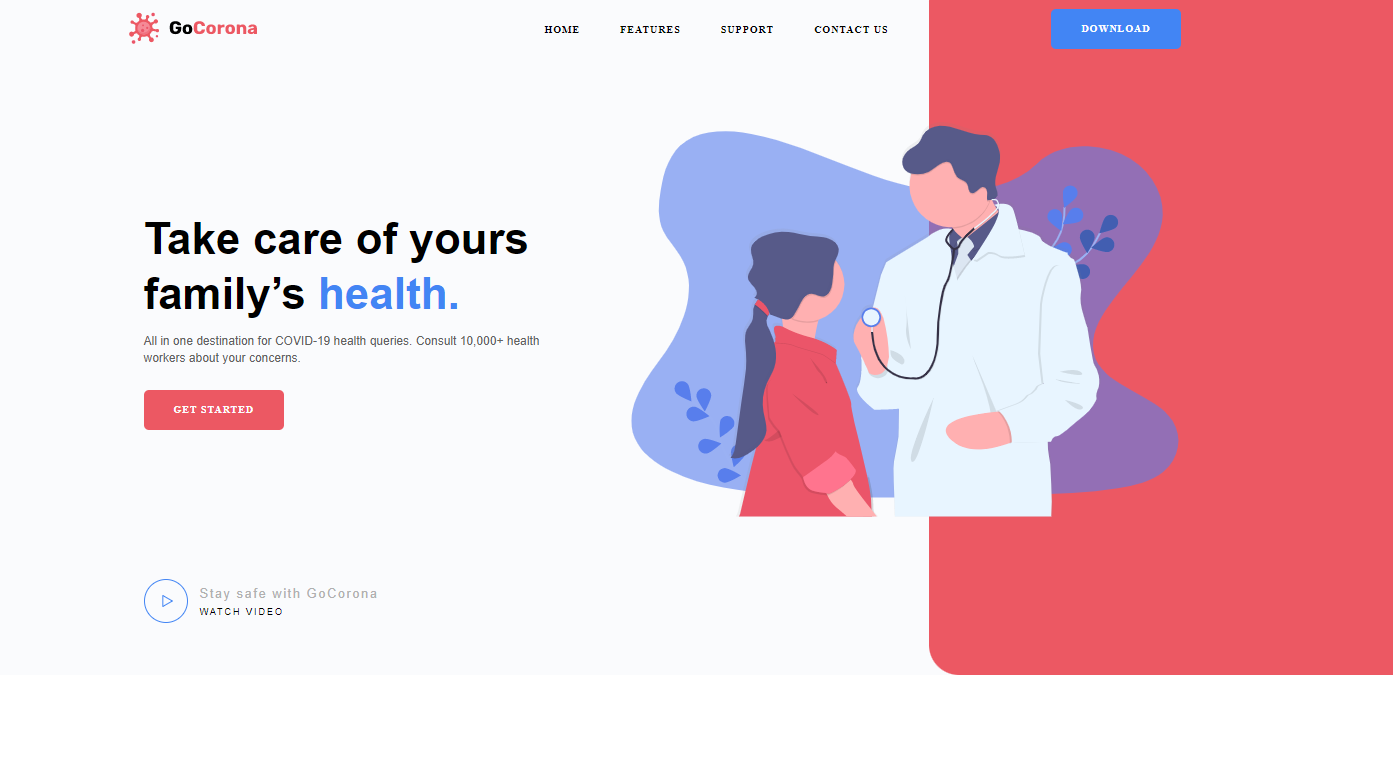 GoCorona
HOME
FEATURES
SUPPORT
CONTACT US
DOWNLOAD
Take care of yours
family’s health.
All in one destination for COVID-19 health queries. Consult 10,000+ health
workers about your concerns.
GET STARTED
Stay safe with GoCorona
WATCH VIDEO